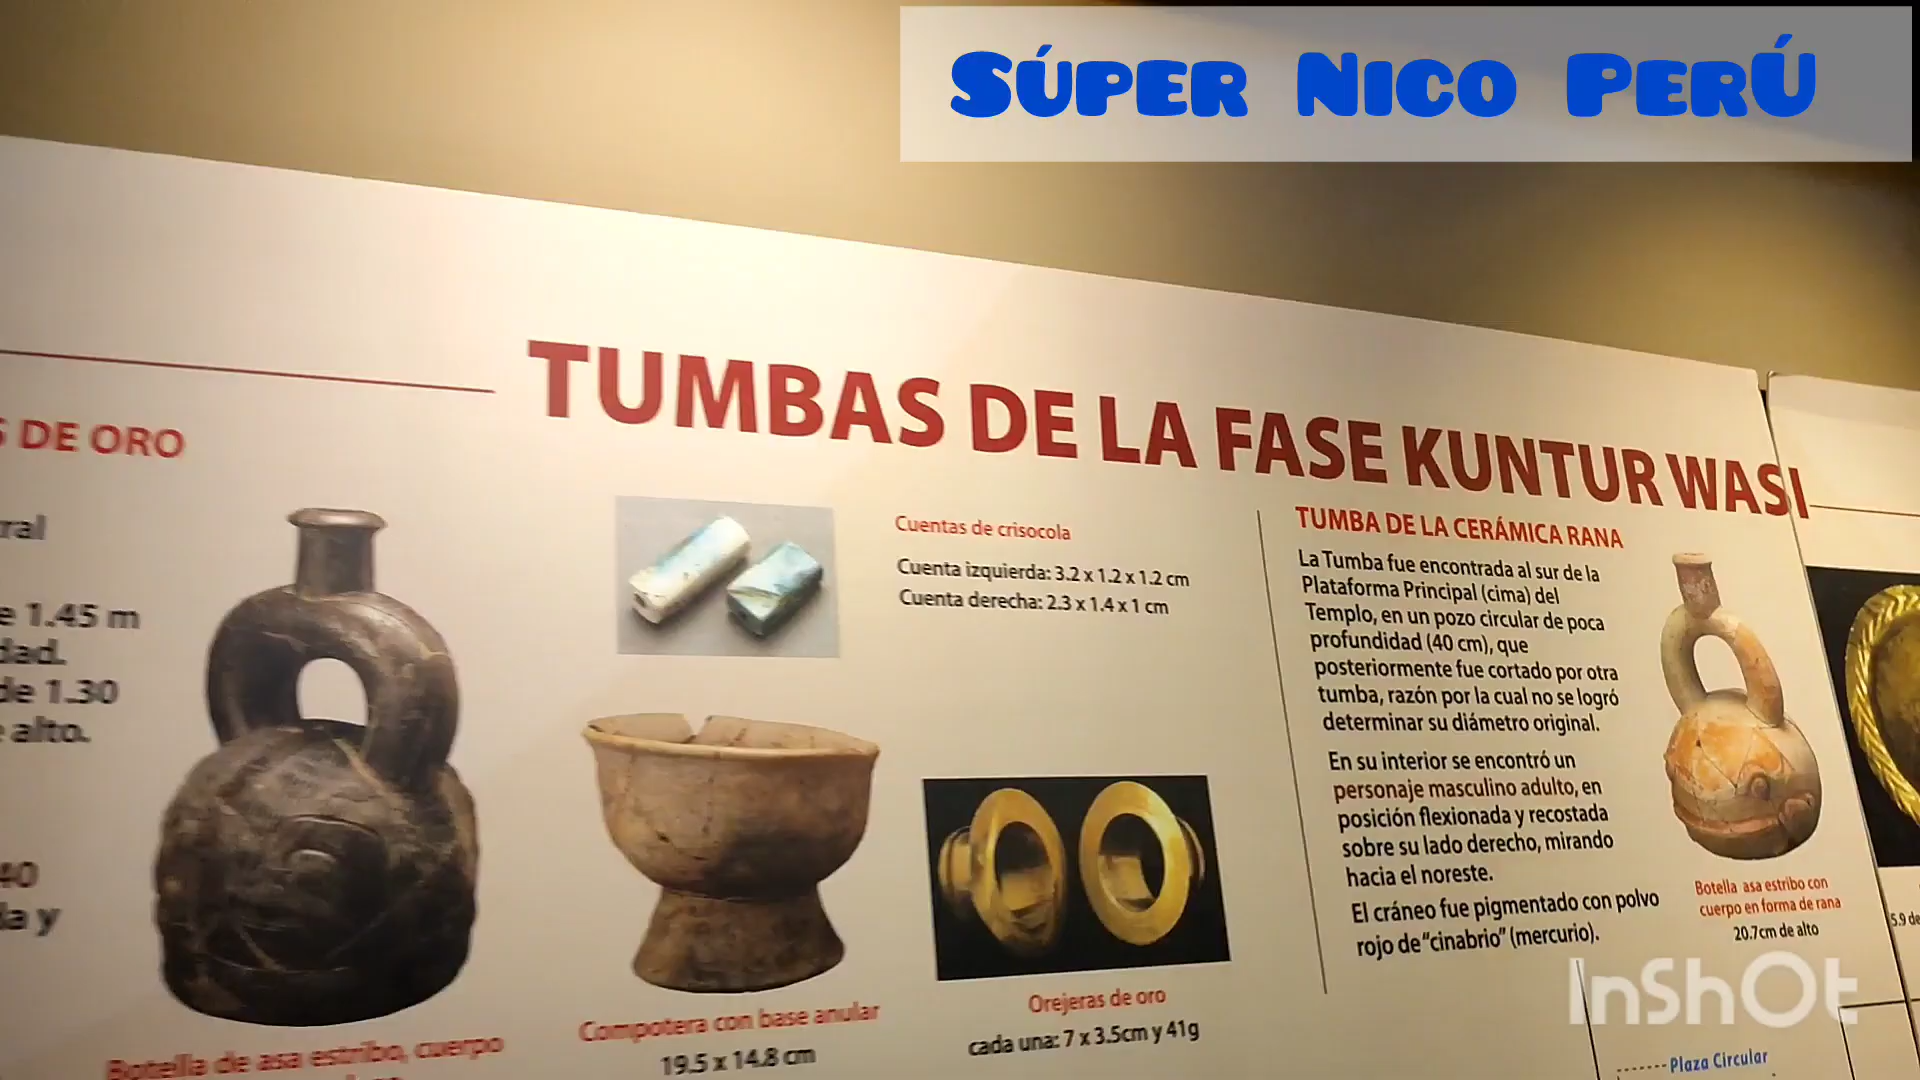 Súper Nico PerÚ
TUMBAS DE LA FASE KUNTUR WASI
DE ORO
1.45 m
de 1.30
alto.
y
Botella de asa estribo, cuerpo
Cuentas de crisocola
Cuenta izquierda: 3.2 x 1.2 x 1.2 cm
Cuenta derecha: 2.3 x 1.4 x 1 cm
Compotera con base anular
19.5 x 14.8 cm
Orejeras de oro
cada una: 7 x 3.5cm y 41g
TUMBA DE LA CERÁMICA RANA
La Tumba fue encontrada al sur de la
Plataforma Principal (cima) del
Templo, en un pozo circular de poca
profundidad (40 cm), que
posteriormente fue cortado por otra
tumba, razón por la cual no se logró
determinar su diámetro original.
En su interior se encontró un
personaje masculino adulto, en
posición flexionada y recostada
sobre su lado derecho, mirando
hacia el noreste.
El cráneo fue pigmentado con polvo
rojo de “cinabrio” (mercurio).
Botella asa estribo con
cuerpo en forma de rana
20.7cm de alto
5.9 de
InShOt
Plaza Circular